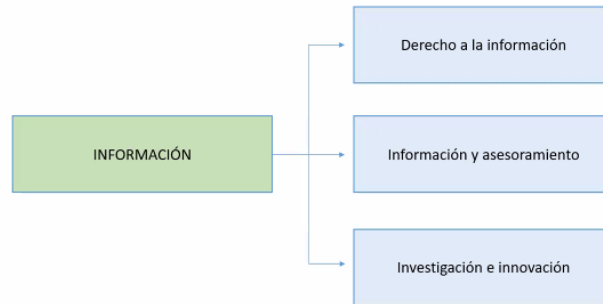 INFORMACIÓN
Derecho a la información
Información y asesoramiento
Investigación e innovación